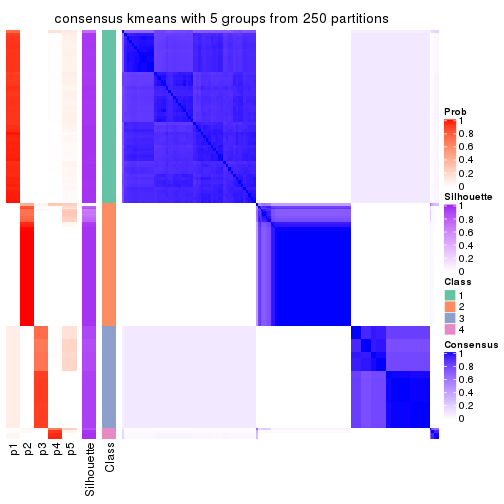 consensus kmeans with 5 groups from 250 partitions
Prob
1
0.8
0.6
0.4
0.2
0
Silhouette
1
0.8
0.6
0.4
0.2
0
Class
1
2
3
4
Consensus
1
0.8
0.6
0.4
0.2
0
p1
p2
p3
p4
p5
Silhouette
Class